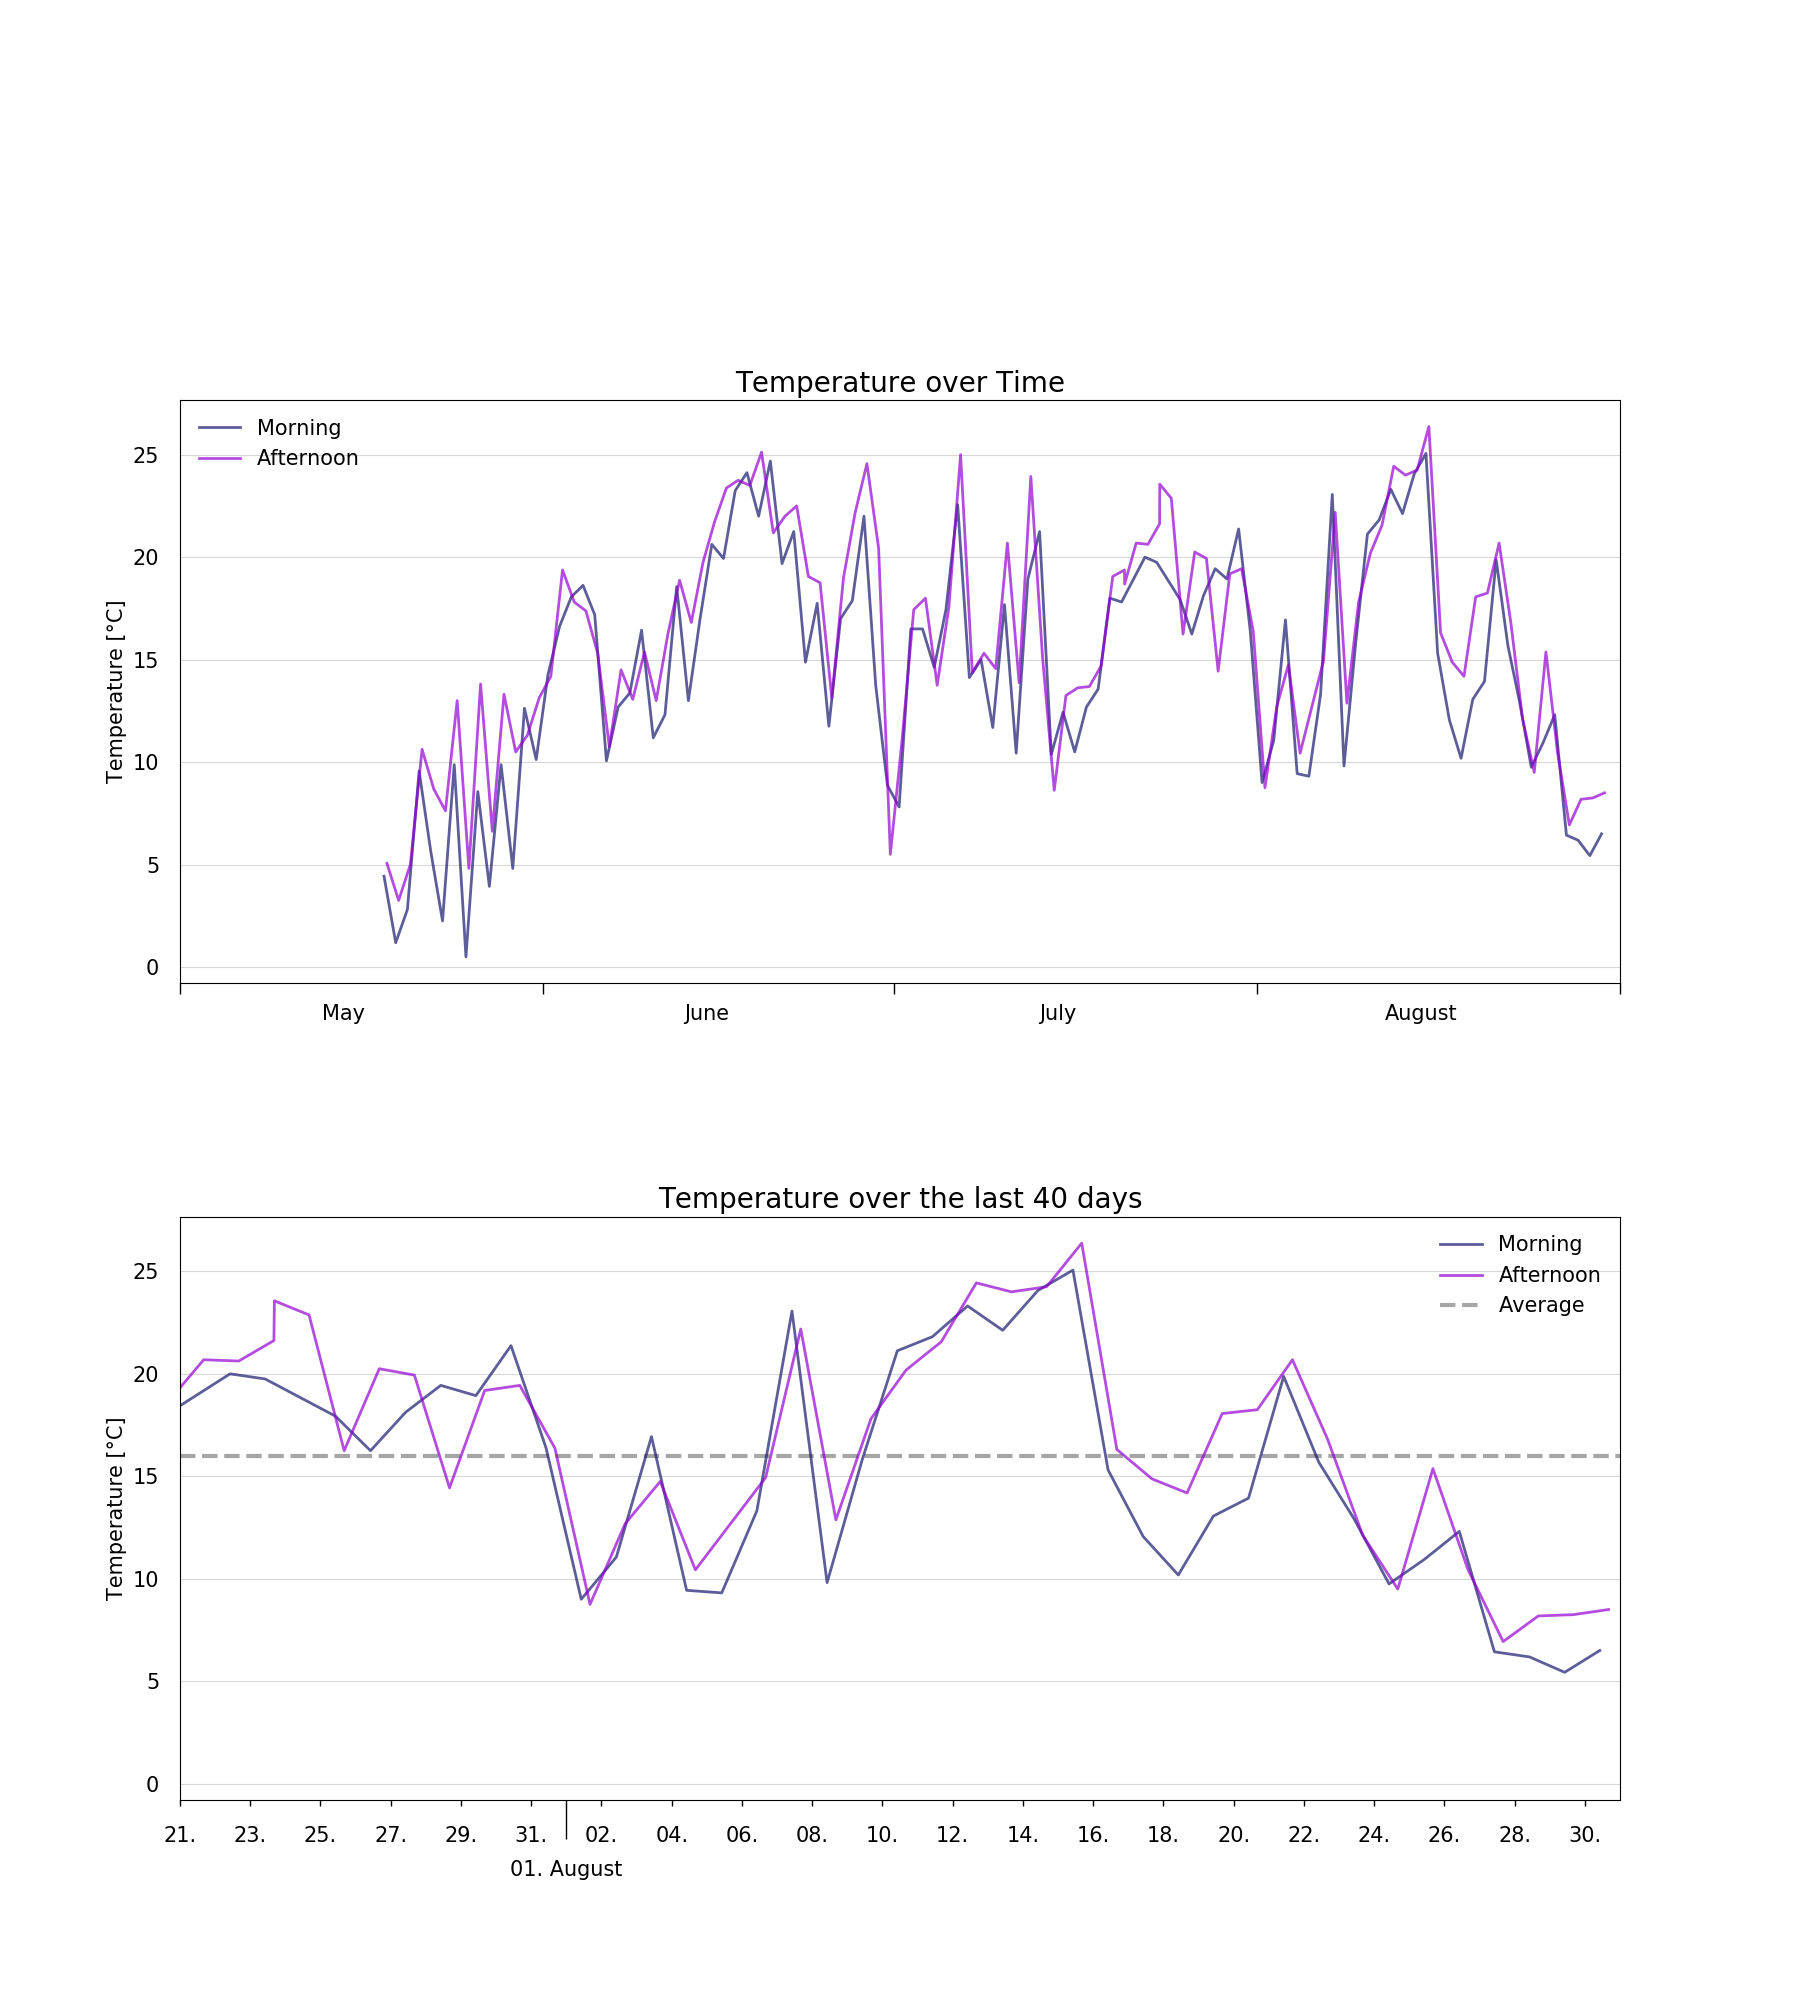 Temperature over Time
Morning
Afternoon
Temperature [°C]
25
20
15
10
5
0
May June July August
Temperature over the last 40 days
Morning
Afternoon
Average
Temperature [°C]
25
20
15
10
5
0
21. 23. 25. 27. 29. 31. 02. 04. 06. 08. 10. 12. 14. 16. 18. 20. 22. 24. 26. 28. 30.
01. August